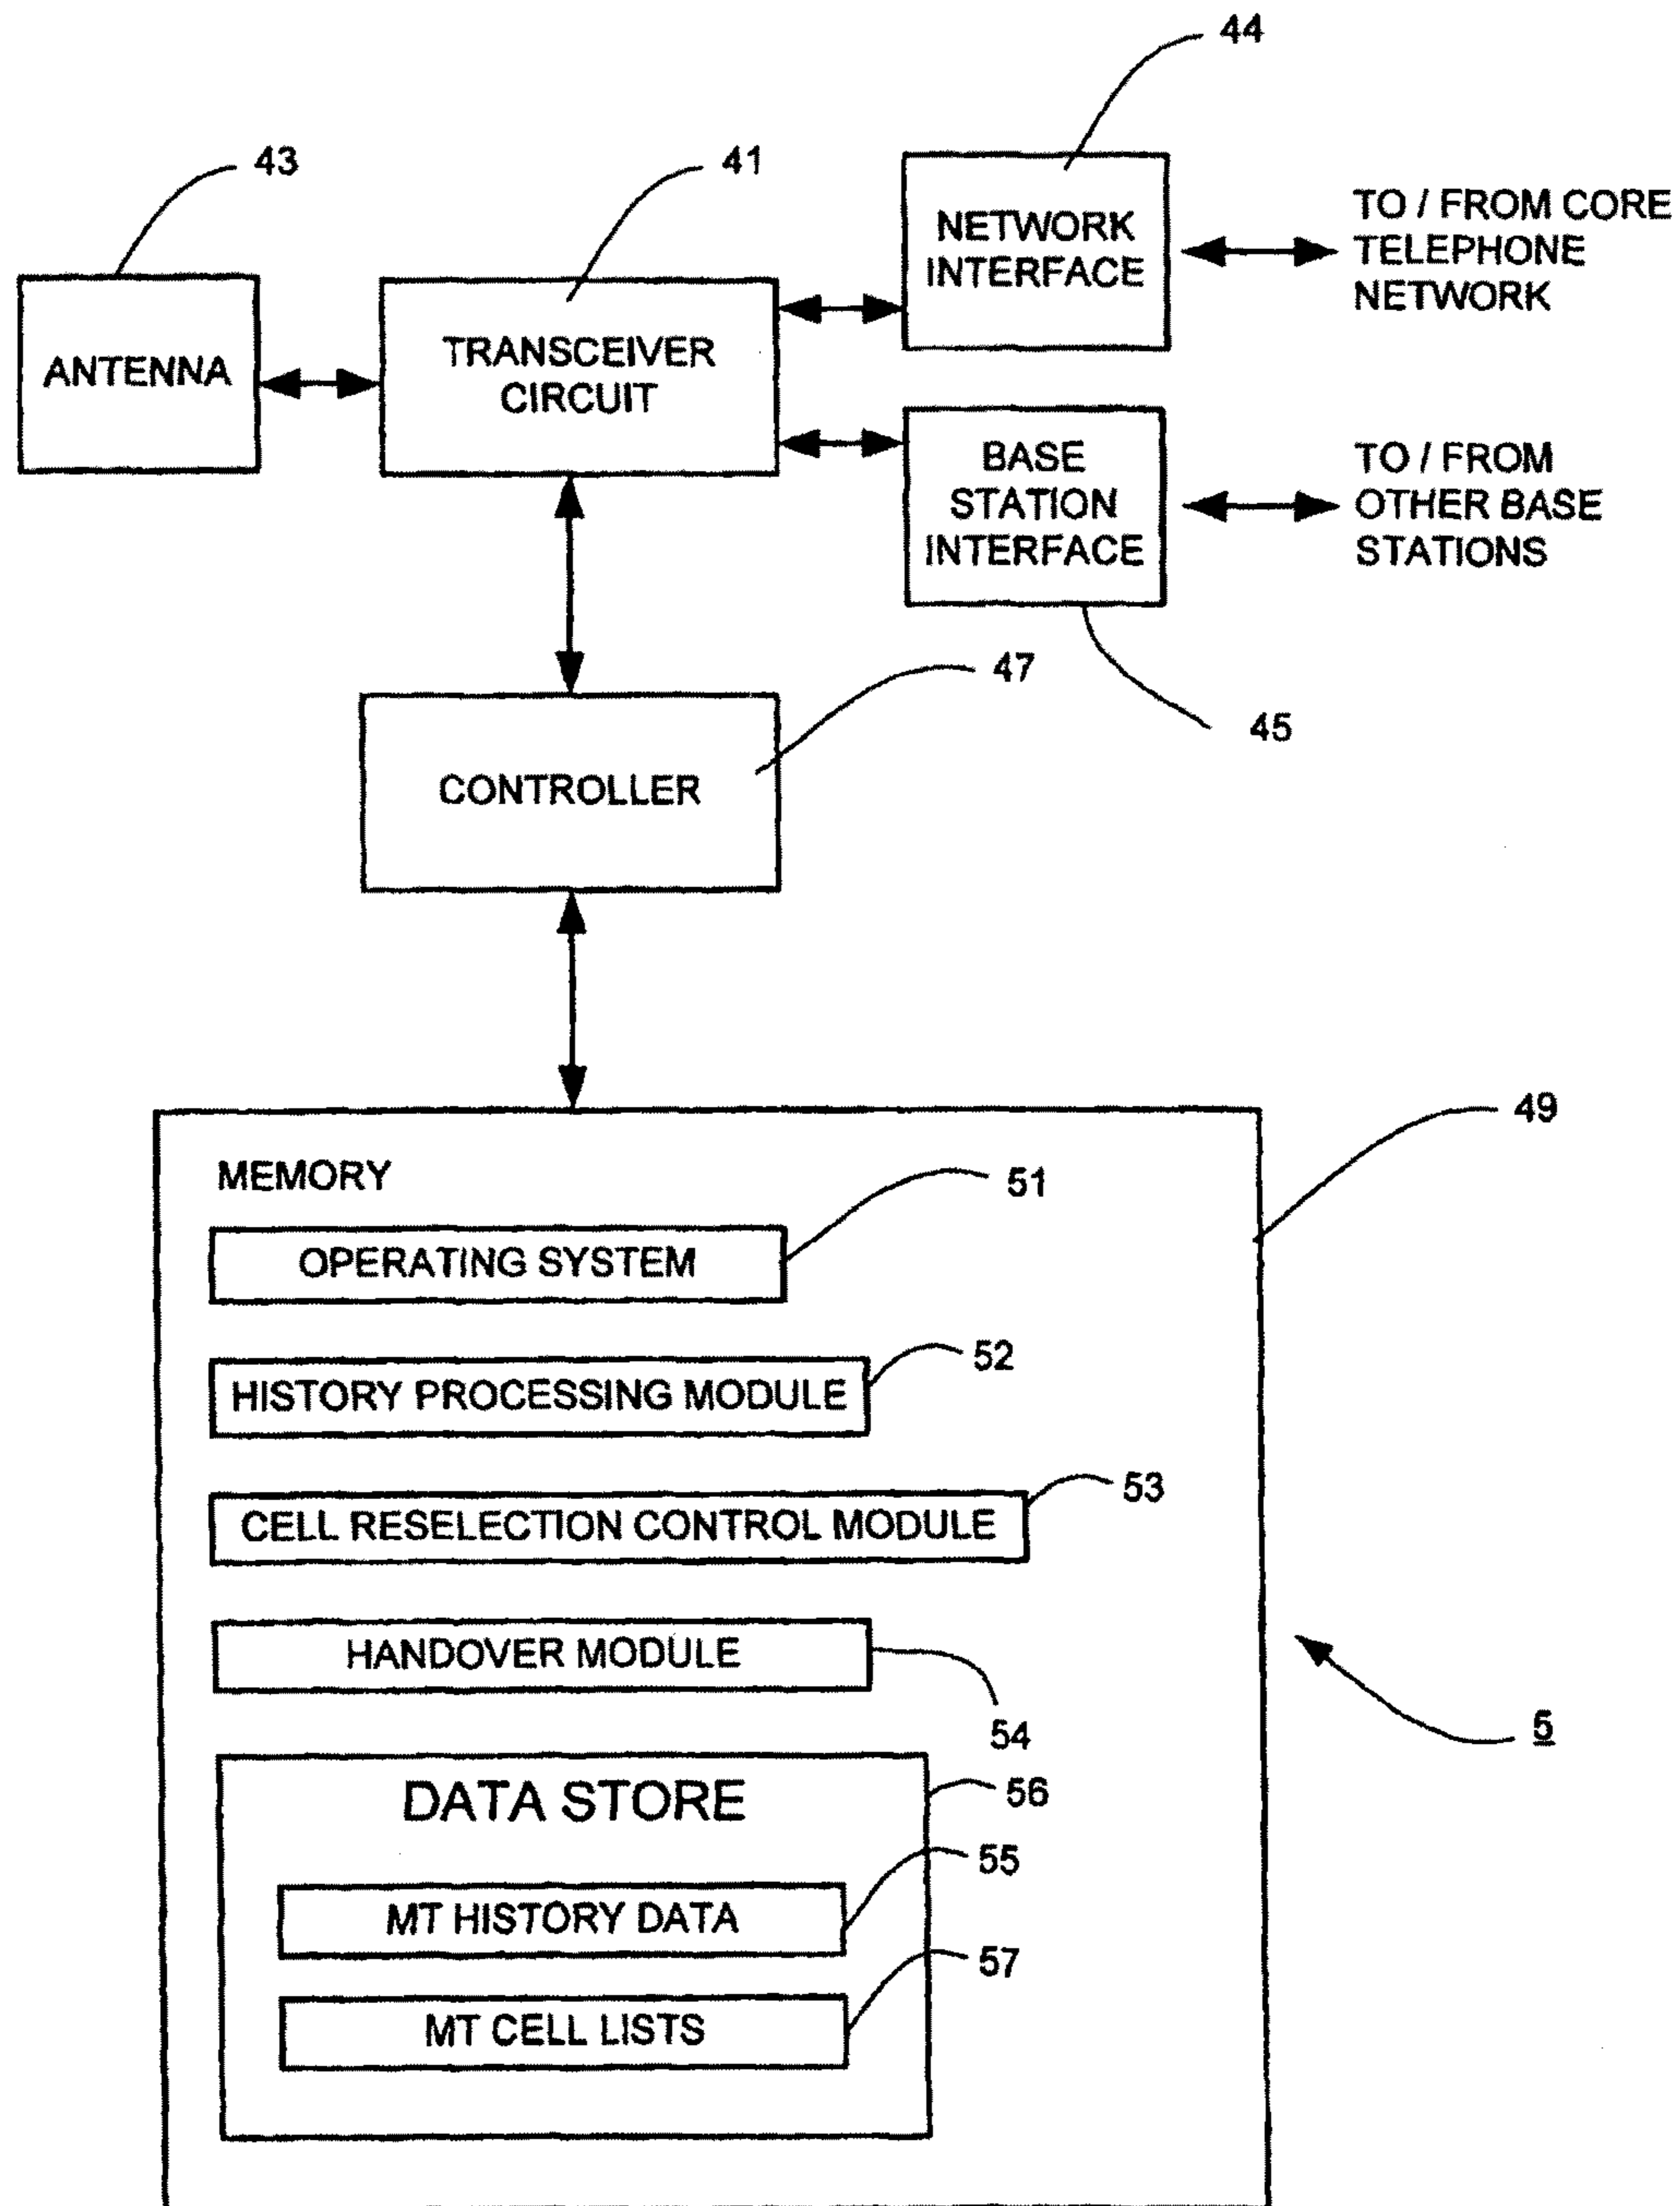 44
43
41
NETWORK
INTERFACE
TO / FROM CORE
TELEPHONE
NETWORK
ANTENNA
TRANSCEIVER
CIRCUIT
BASE
STATION
INTERFACE
TO / FROM
OTHER BASE
STATIONS
47
45
CONTROLLER
49
MEMORY
51
OPERATING SYSTEM
52
HISTORY PROCESSING MODULE
53
CELL RESELECTION CONTROL MODULE
HANDOVER MODULE
54
5
DATA STORE
56
55
MT HISTORY DATA
57
MT CELL LISTS